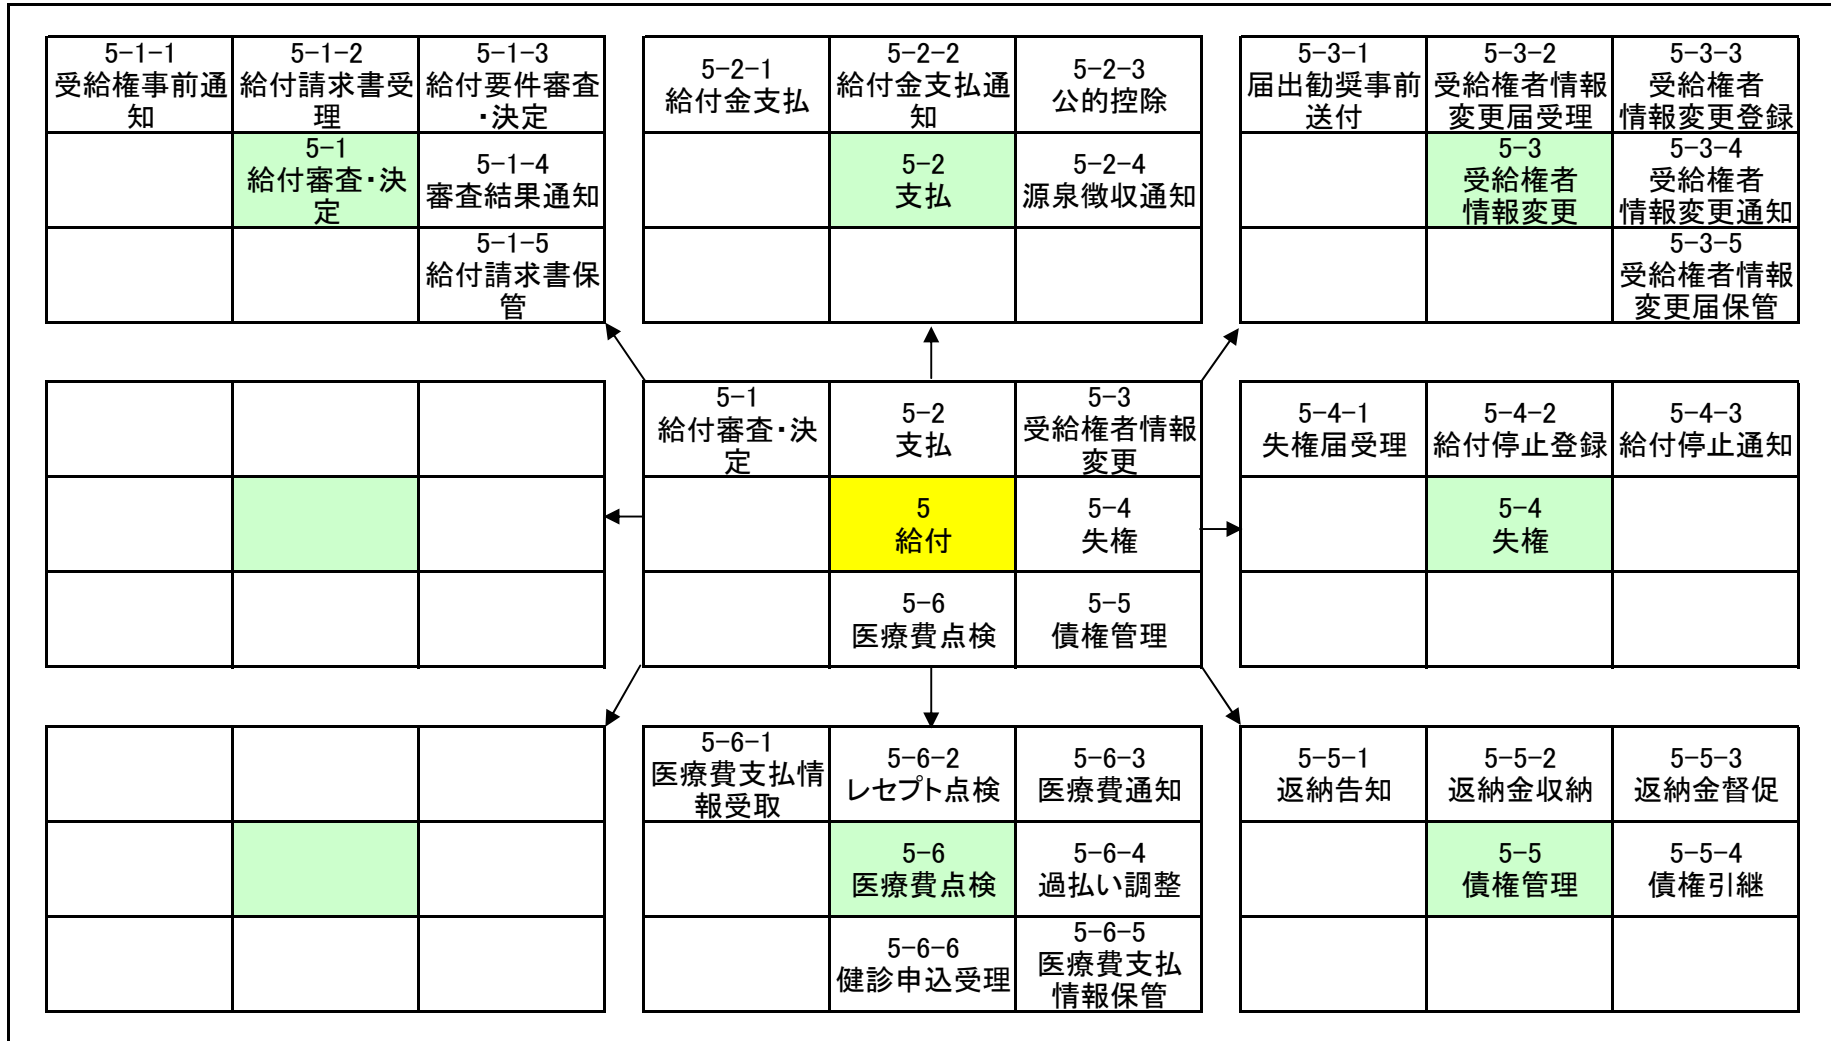 5-1-1
受給権事前通
知
5-1-2
給付請求書受
理
5-1-3
給付要件審査
・決定
5-1
給付審査・決
定
5-1-4
審査結果通知
5-1-5
給付請求書保
管
5-2-1
給付金支払
5-2-2
給付金支払通
知
5-2-3
公的控除
5-2
支払
5-2-4
源泉徴収通知
5-3-1
届出勧奨事前
送付
5-3-2
受給権者情報
変更届受理
5-3-3
受給権者
情報変更登録
5-3
受給権者
情報変更
5-3-4
受給権者
情報変更通知
5-3-5
受給権者情報
変更届保管
5-1
給付審査・決
定
5-2
支払
5-3
受給権者情報
変更
5
給付
5-4
失権
5-6
医療費点検
5-5
債権管理
5-4-1
失権届受理
5-4-2
給付停止登録
5-4-3
給付停止通知
5-4
失権
5-6-1
医療費支払情
報受取
5-6-2
レセプト点検
5-6-3
医療費通知
5-6
医療費点検
5-6-4
過払い調整
5-6-6
健診申込受理
5-6-5
医療費支払
情報保管
5-5-1
返納告知
5-5-2
返納金収納
5-5-3
返納金督促
5-5
債権管理
5-5-4
債権引継